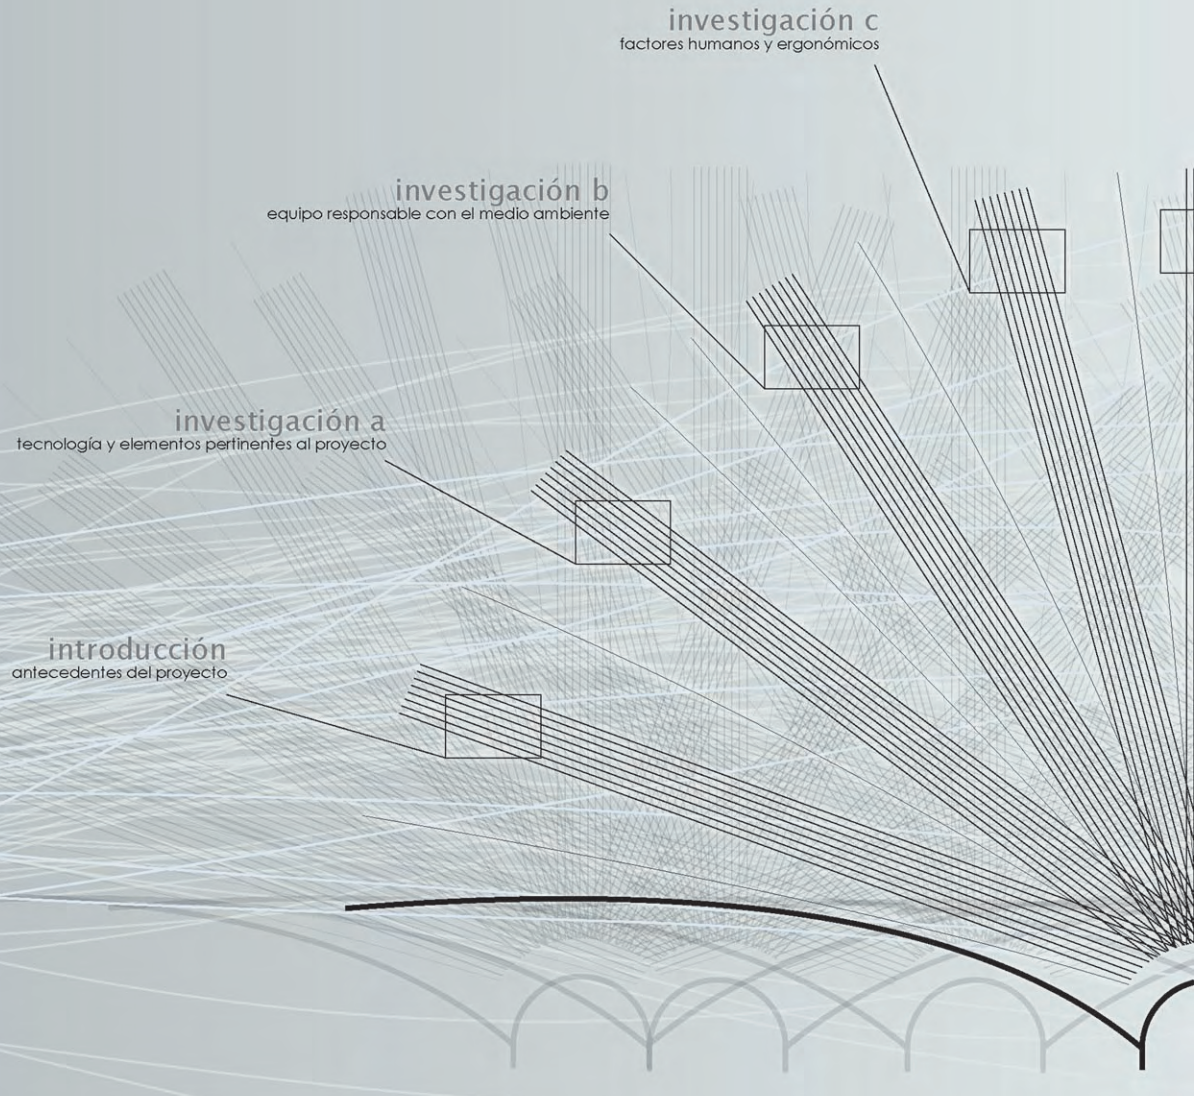 investigación c
factores humanos y ergonómicos
investigación b
equipo responsable con el medio ambiente
investigación a
tecnología y elementos pertinentes al proyecto
introducción
antecedentes del proyecto